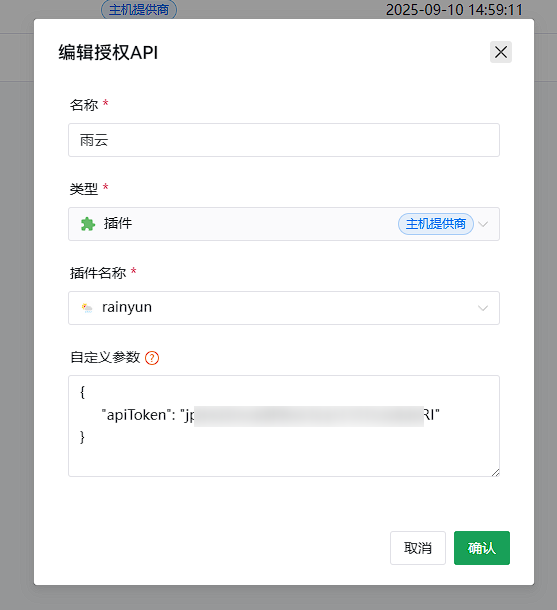 主机提供商
2025-09-10 14:59:11
编辑授权API
名称 *
雨云
类型 *
插件
主机提供商
插件名称 *
rainyun
自定义参数 ?
{
"apiToken": "jp RI"
}
取消
确认